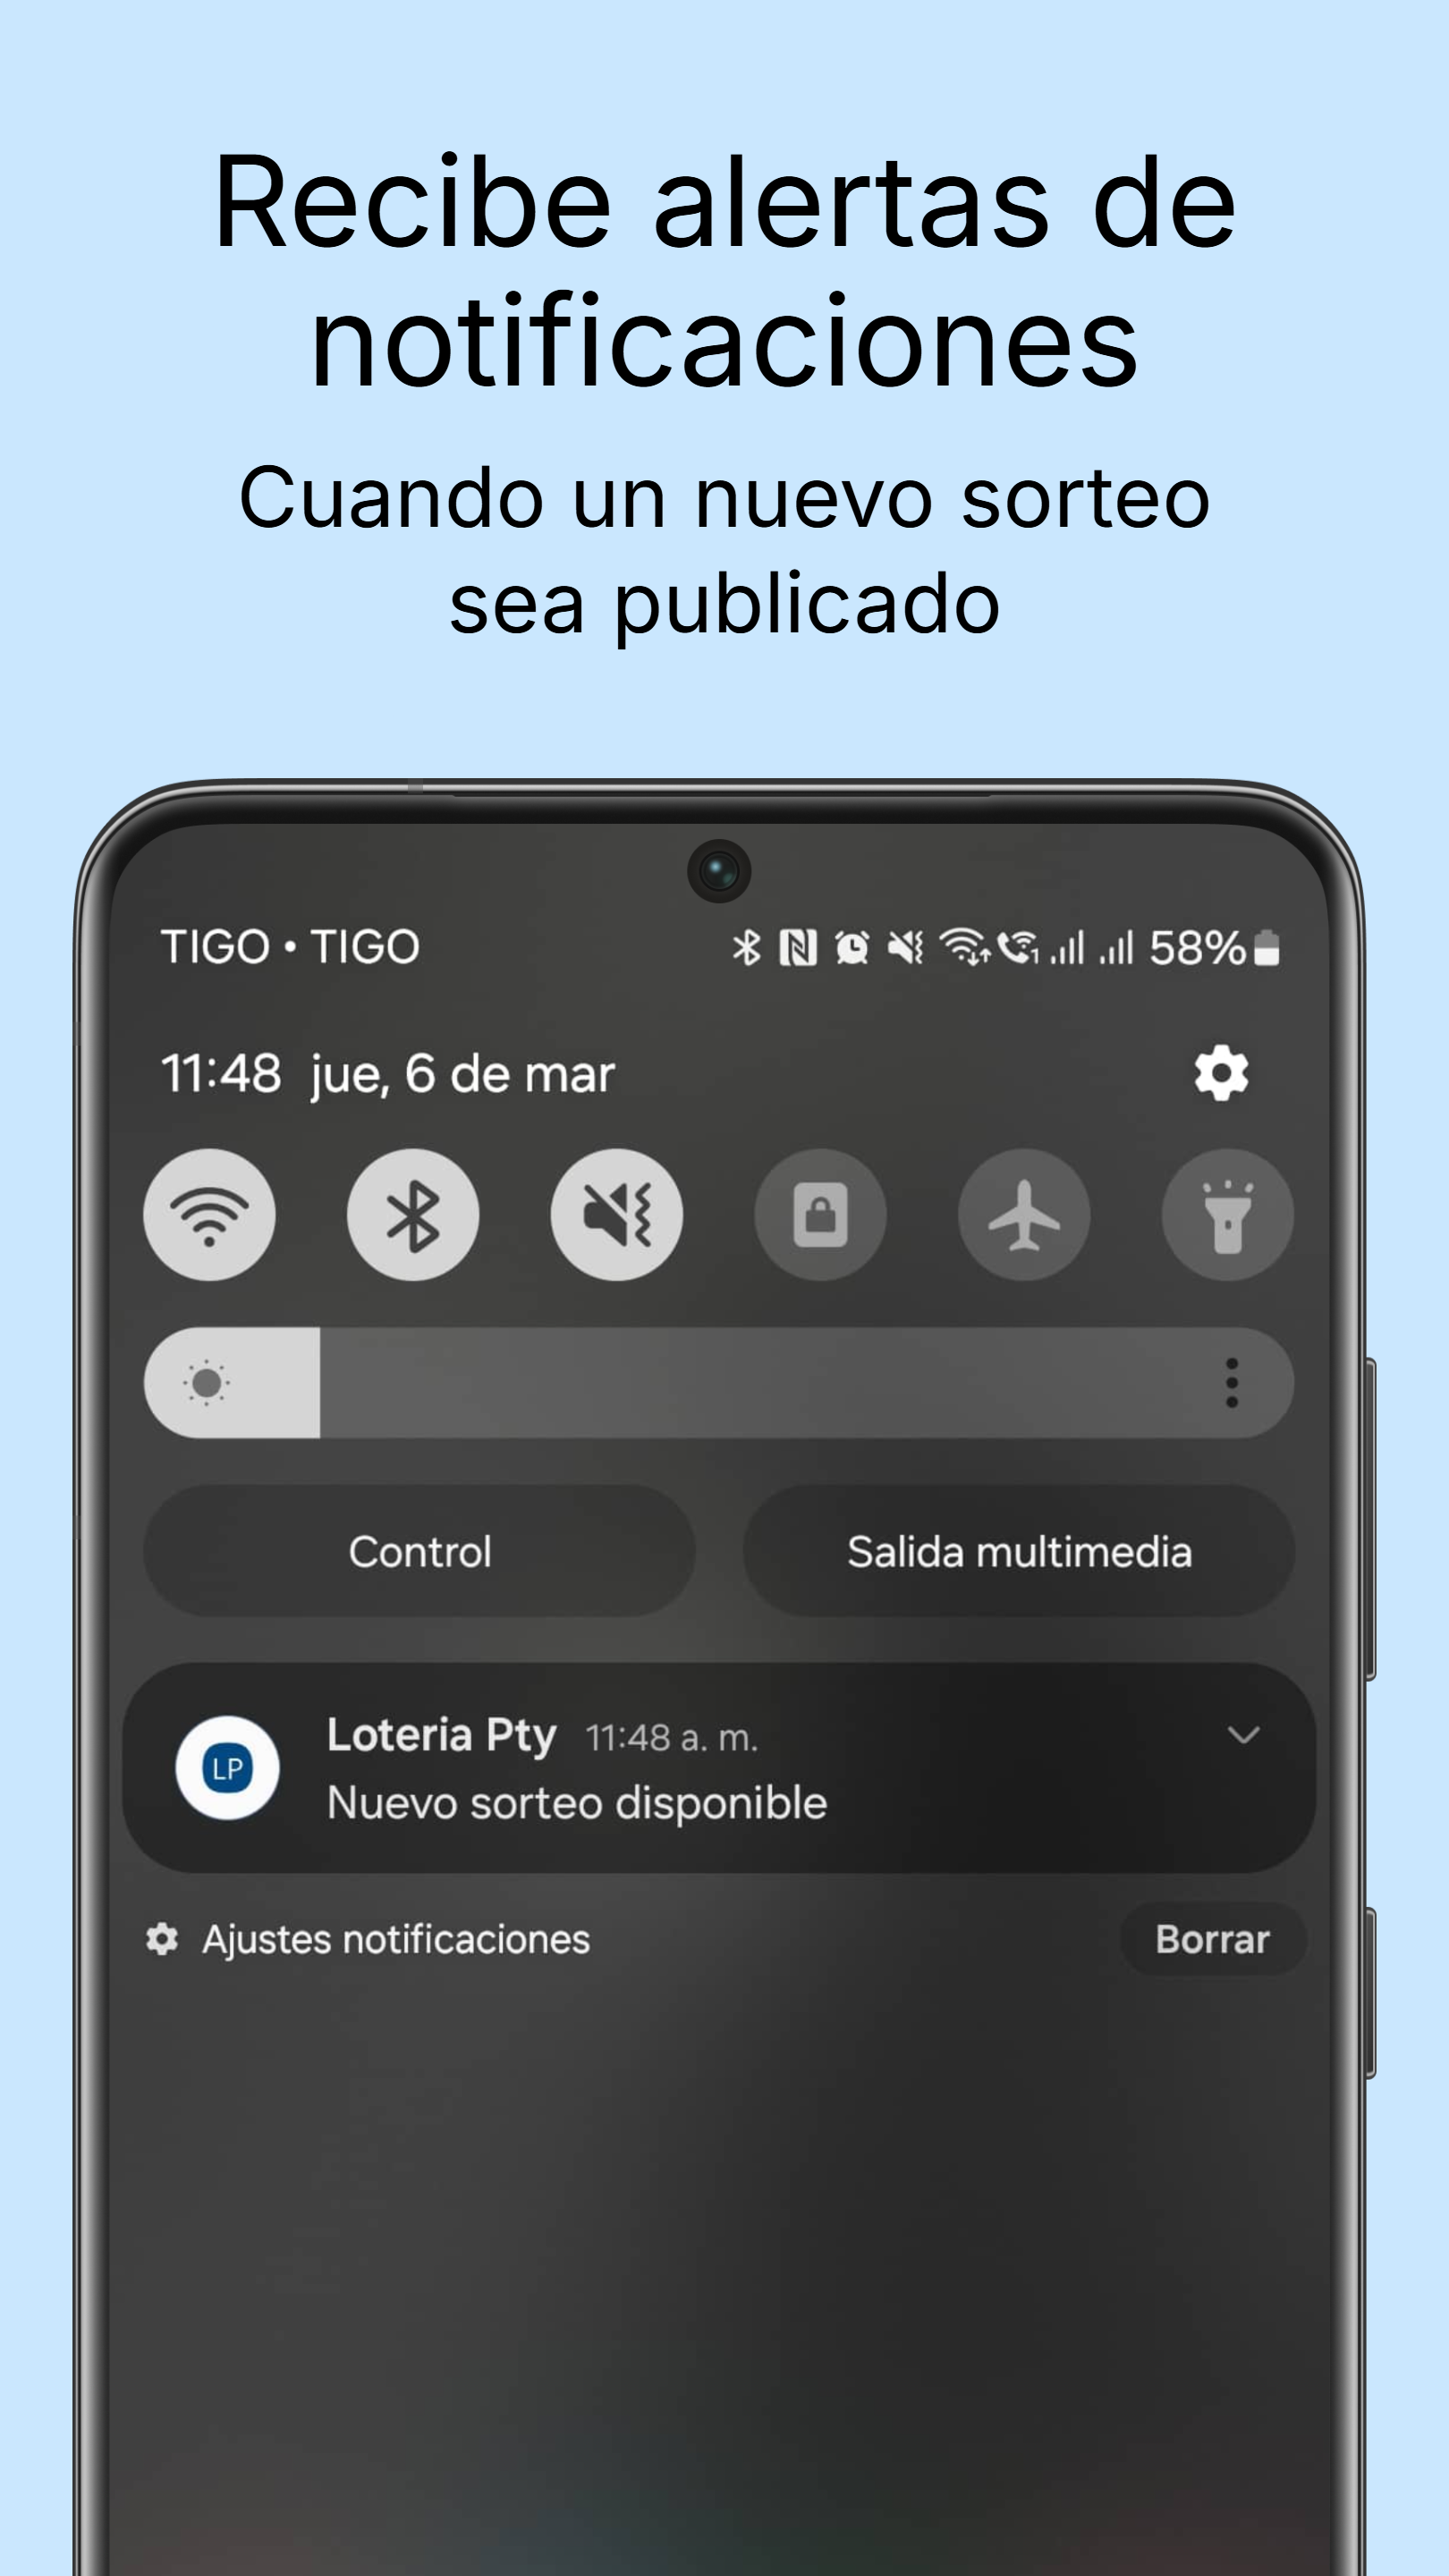 Recibe alertas de
notificaciones
Cuando un nuevo sorteo
sea publicado
TIGO • TIGO 58%
11:48 jue, 6 de mar
Control
Salida multimedia
Loteria Pty 11:48 a. m.
LP
Nuevo sorteo disponible
Ajustes notificaciones
Borrar